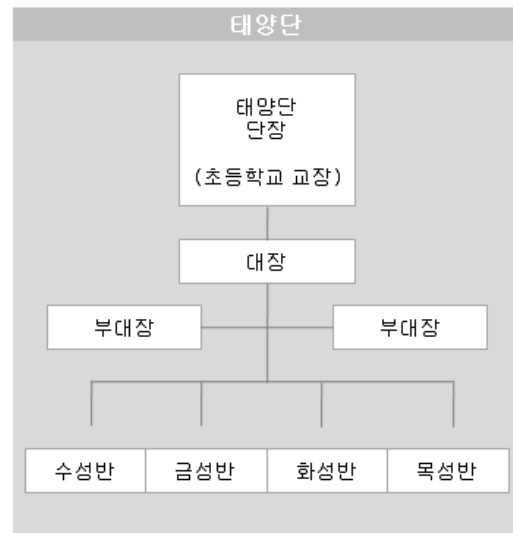 태양단
태양단
단장
(초등학교 교장)
대장
부대장
부대장
수성반
금성반
화성반
목성반